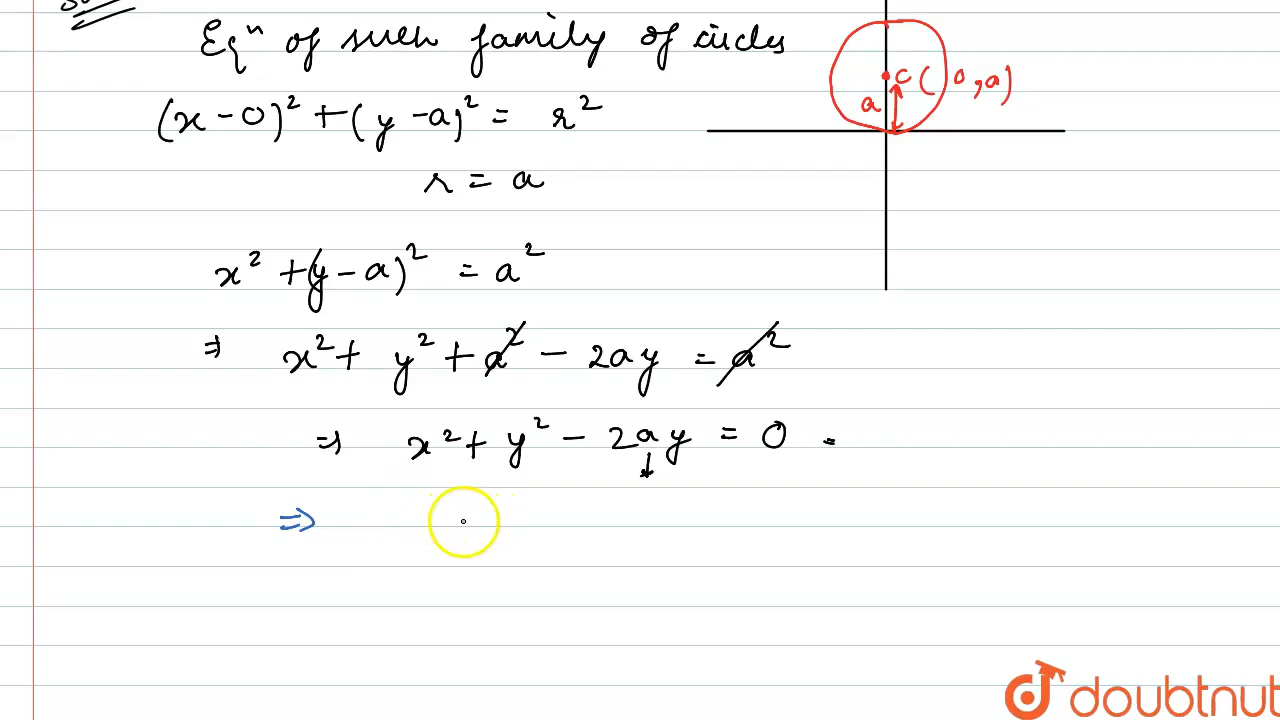 Eqⁿ of such family of circles
(x - 0)² + (y - a)² = r²
r = a
x² + (y - a)² = a²
⇒ x² + y² + a² - 2ay = a²
⇒ x² + y² - 2ay = 0
⇒
C (0, a)
a
doubtnut